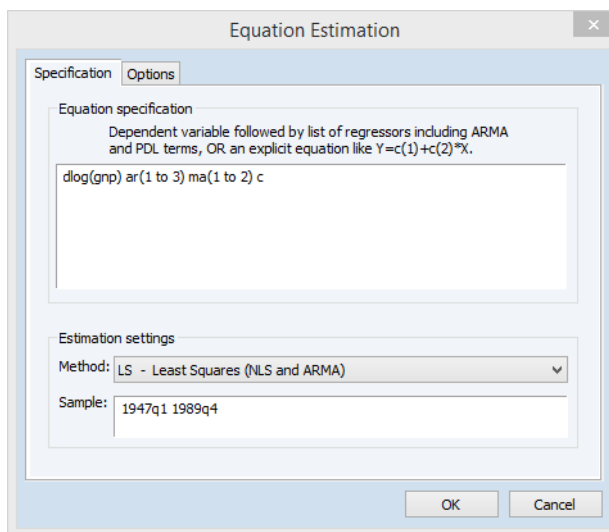 Equation Estimation
Specification
Options
Equation specification
Dependent variable followed by list of regressors including ARMA
and PDL terms, OR an explicit equation like Y=c(1)+c(2)*X.
dlog(gnp) ar(1 to 3) ma(1 to 2) c
Estimation settings
Method: LS - Least Squares (NLS and ARMA)
Sample: 1947q1 1989q4
OK
Cancel